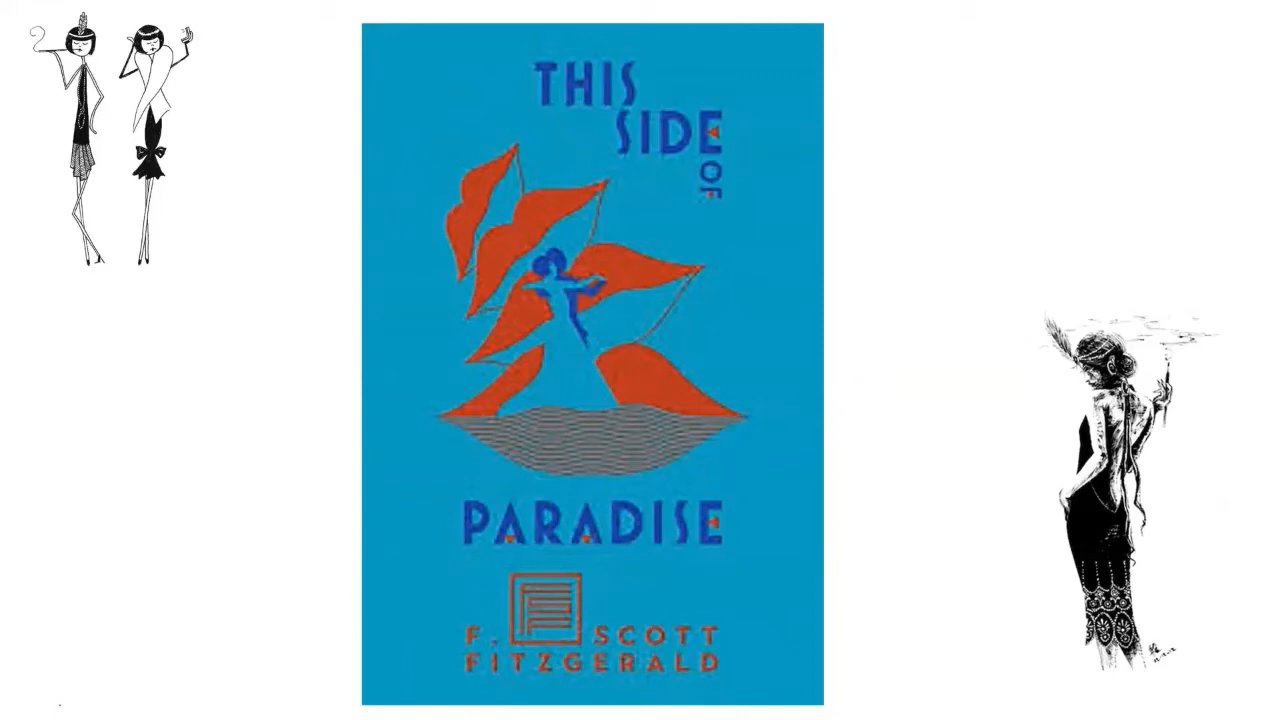 THIS
SIDE
OF
PARADISE
F. SCOTT
FITZGERALD